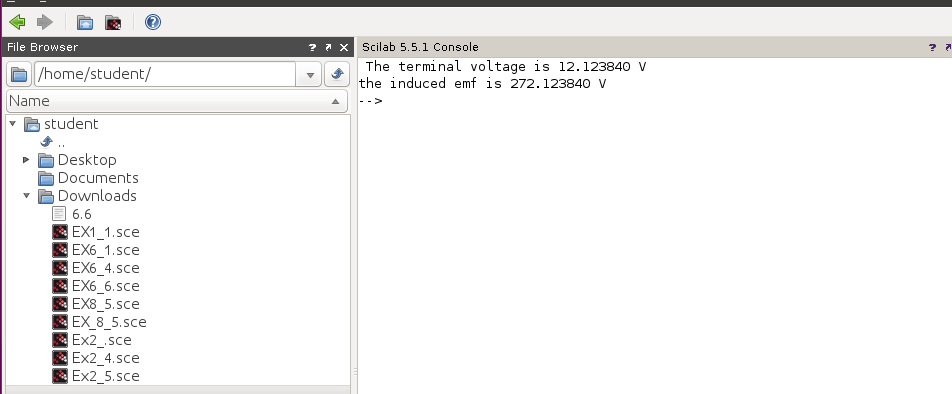 File Browser
/home/student/
Name
student
..
Desktop
Documents
Downloads
6.6
EX1_1.sce
EX6_1.sce
EX6_4.sce
EX6_6.sce
EX8_5.sce
EX_8_5.sce
Ex2_.sce
Ex2_4.sce
Ex2_5.sce
Scilab 5.5.1 Console
The terminal voltage is 12.123840 V
the induced emf is 272.123840 V
-->